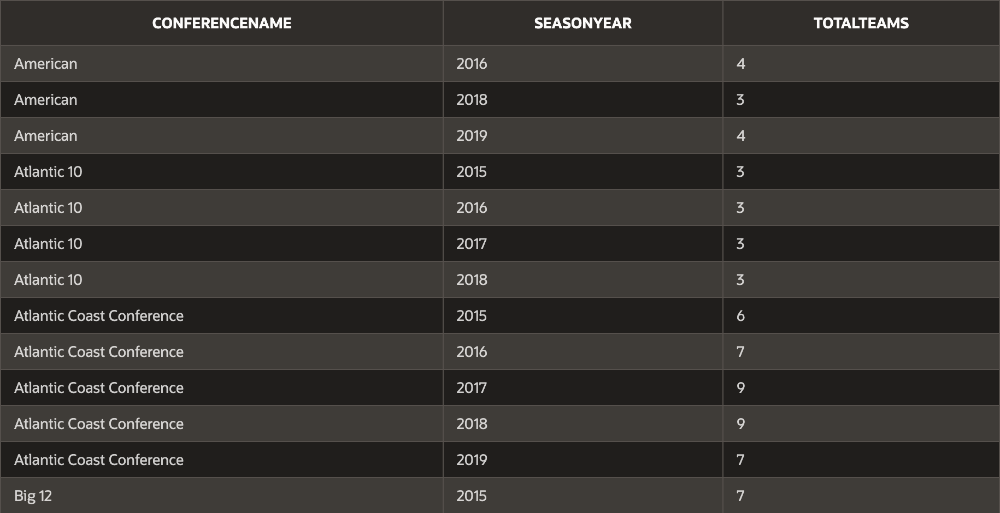 CONFERENCENAME SEASONYEAR TOTALTEAMS
American 2016 4
American 2018 3
American 2019 4
Atlantic 10 2015 3
Atlantic 10 2016 3
Atlantic 10 2017 3
Atlantic 10 2018 3
Atlantic Coast Conference 2015 6
Atlantic Coast Conference 2016 7
Atlantic Coast Conference 2017 9
Atlantic Coast Conference 2018 9
Atlantic Coast Conference 2019 7
Big 12 2015 7